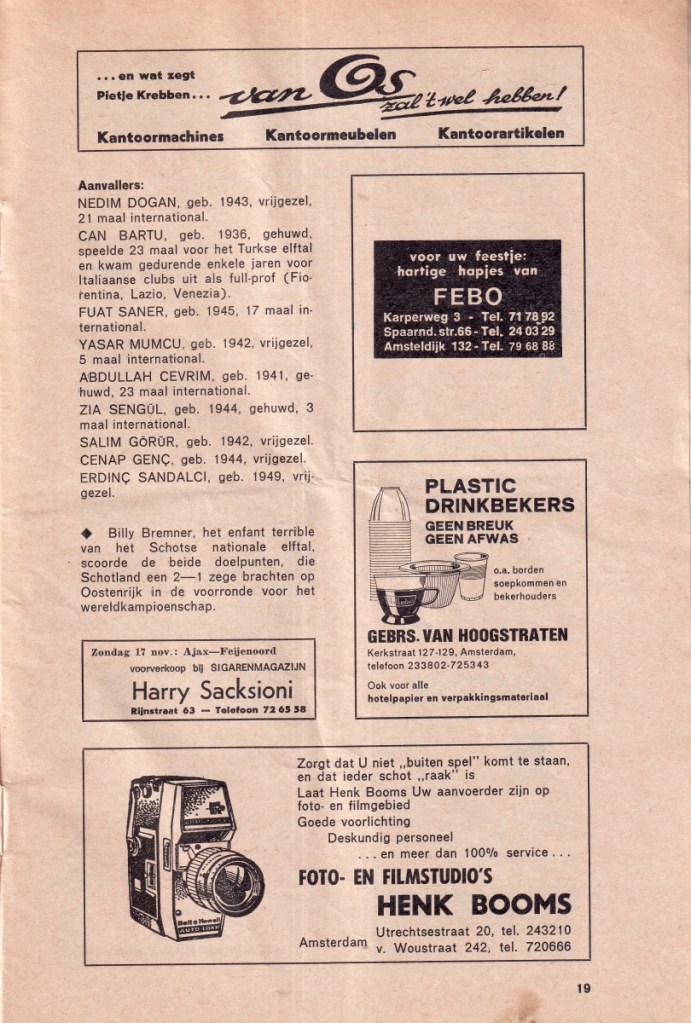 ...en wat zegt
Pietje Krebben...
van Os
zal 't wel hebben!
Kantoormachines Kantoormeubelen Kantoorartikelen
Aanvallers:
NEDIM DOGAN, geb. 1943, vrijgezel,
21 maal international.
CAN BARTU, geb. 1936, gehuwd,
speelde 23 maal voor het Turkse elftal
en kwam gedurende enkele jaren voor
Italiaanse clubs uit als full-prof (Fio-
rentina, Lazio, Venezia).
FUAT SANER, geb. 1945, 17 maal in-
ternational.
YASAR MUMCU, geb. 1942, vrijgezel,
5 maal international.
ABDULLAH CEVRIM, geb. 1941, ge-
huwd, 23 maal international.
ZIA SENGÜL, geb. 1944, gehuwd, 3
maal international.
SALIM GÖRÜR, geb. 1942, vrijgezel.
CENAP GENÇ, geb. 1944, vrijgezel.
ERDINÇ SANDALCI, geb. 1949, vrij-
gezel.
◆ Billy Bremner, het enfant terrible
van het Schotse nationale elftal,
scoorde de beide doelpunten, die
Schotland een 2—1 zege brachten op
Oostenrijk in de voorronde voor het
wereldkampioenschap.
Zondag 17 nov.: Ajax—Feijenoord
voorverkoop bij SIGARENMAGAZIJN
Harry Sacksioni
Rijnstraat 63 — Telefoon 72 65 58
voor uw feestje:
hartige hapjes van
FEBO
Karperweg 3 - Tel. 71 78 92
Spaarnd. str. 66 - Tel. 24 03 29
Amsteldijk 132 - Tel. 79 68 88
PLASTIC
DRINKBEKERS
GEEN BREUK
GEEN AFWAS
o.a. borden
soepkommen en
bekerhouders
GEBRS. VAN HOOGSTRATEN
Kerkstraat 127-129, Amsterdam,
telefoon 233802-725343
Ook voor alle
hotelpapier en verpakkingsmateriaal
Zorgt dat U niet „buiten spel" komt te staan,
en dat ieder schot „raak" is
Laat Henk Booms Uw aanvoerder zijn op
foto- en filmgebied
Goede voorlichting
Deskundig personeel
...en meer dan 100% service...
FOTO- EN FILMSTUDIO'S
HENK BOOMS
Amsterdam
Utrechtsestraat 20, tel. 243210
v. Woustraat 242, tel. 720666
Bell & Howell
AUTO LOAD
19